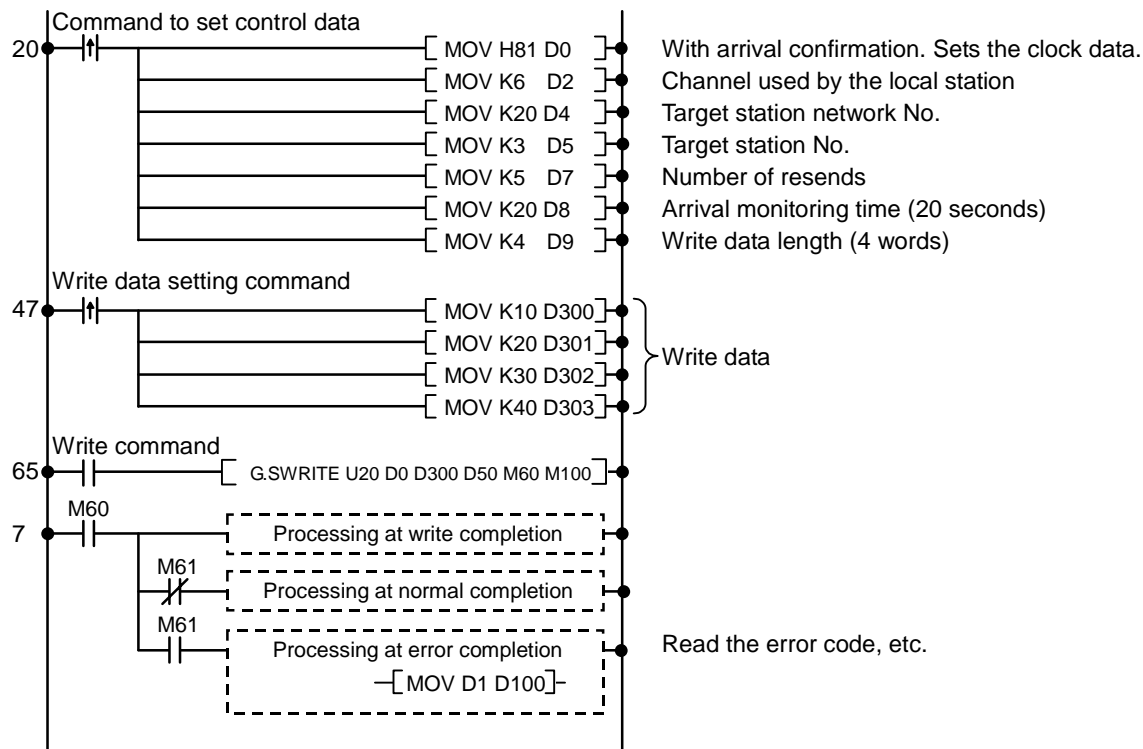 Command to set control data
20 MOV H81 D0 With arrival confirmation. Sets the clock data.
MOV K6 D2 Channel used by the local station
MOV K20 D4 Target station network No.
MOV K3 D5 Target station No.
MOV K5 D7 Number of resends
MOV K20 D8 Arrival monitoring time (20 seconds)
MOV K4 D9 Write data length (4 words)
Write data setting command
47 MOV K10 D300
MOV K20 D301
Write data
MOV K30 D302
MOV K40 D303
Write command
65 G.SWRITE U20 D0 D300 D50 M60 M100
M60
7 Processing at write completion
M61
Processing at normal completion
M61
Processing at error completion Read the error code, etc.
MOV D1 D100